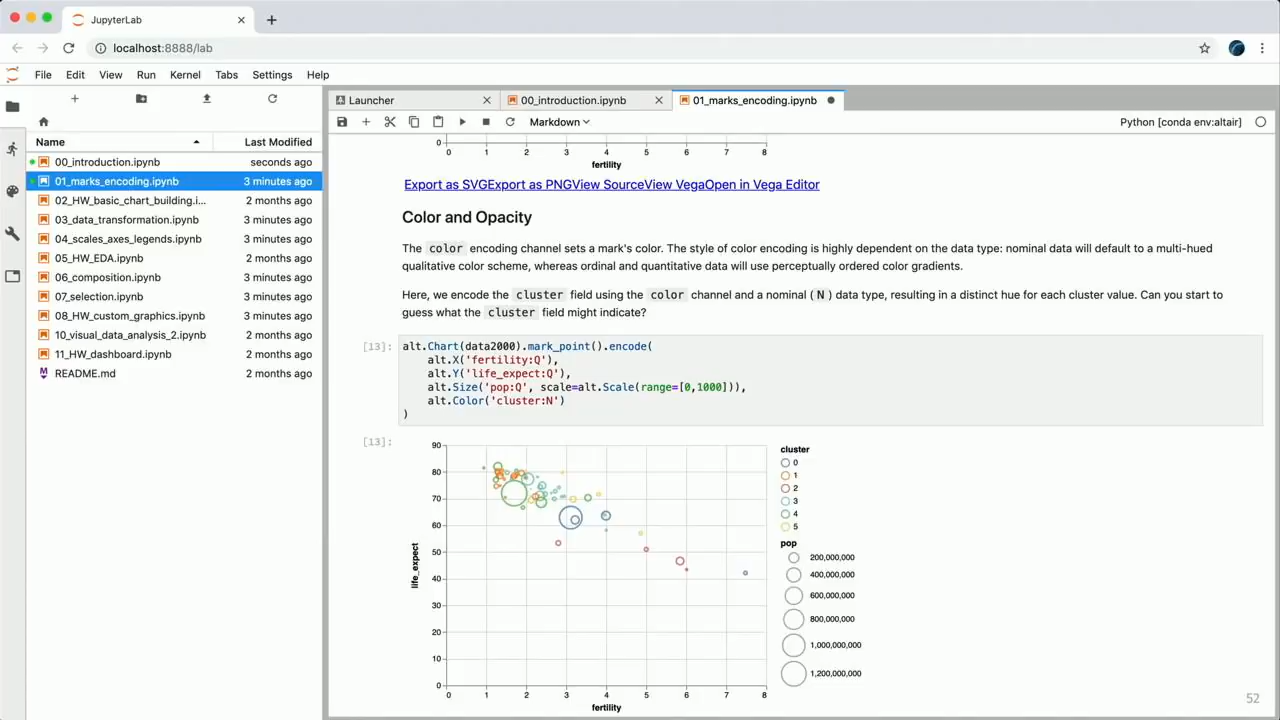 JupyterLab
localhost:8888/lab
File Edit View Run Kernel Tabs Settings Help
Name Last Modified
00_introduction.ipynb seconds ago
01_marks_encoding.ipynb 3 minutes ago
02_HW_basic_chart_building.i... 2 months ago
03_data_transformation.ipynb 3 minutes ago
04_scales_axes_legends.ipynb 3 minutes ago
05_HW_EDA.ipynb 2 months ago
06_composition.ipynb 3 minutes ago
07_selection.ipynb 3 minutes ago
08_HW_custom_graphics.ipynb 3 minutes ago
10_visual_data_analysis_2.ipynb 2 months ago
11_HW_dashboard.ipynb 2 months ago
README.md 2 months ago
Launcher 00_introduction.ipynb 01_marks_encoding.ipynb
Markdown Python [conda env:altair]
0
0 1 2 3 4 5 6 7 8
fertility
Export as SVGExport as PNGView SourceView VegaOpen in Vega Editor
Color and Opacity
The color encoding channel sets a mark's color. The style of color encoding is highly dependent on the data type: nominal data will default to a multi-hued
qualitative color scheme, whereas ordinal and quantitative data will use perceptually ordered color gradients.
Here, we encode the cluster field using the color channel and a nominal (N) data type, resulting in a distinct hue for each cluster value. Can you start to
guess what the cluster field might indicate?
[13]: alt.Chart(data2000).mark_point().encode(
alt.X('fertility:Q'),
alt.Y('life_expect:Q'),
alt.Size('pop:Q', scale=alt.Scale(range=[0,1000])),
alt.Color('cluster:N')
)
[13]:
90
80
70
60
50
40
30
20
10
0
life_expect
0 1 2 3 4 5 6 7 8
fertility
cluster
0
1
2
3
4
5
pop
200,000,000
400,000,000
600,000,000
800,000,000
1,000,000,000
1,200,000,000
52